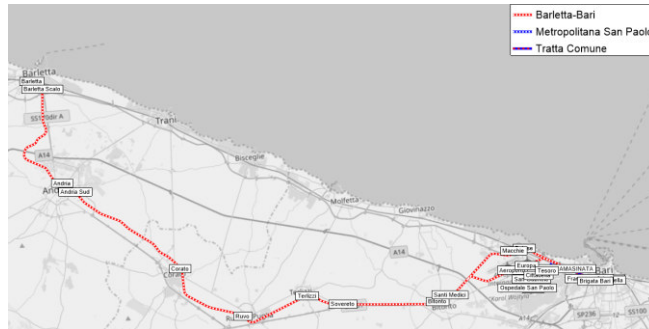 Barletta-Bari
Metropolitana San Paolo
Tratta Comune
Barletta
Barletta
Barletta Scalo
SS170dir A
Trani
A14
Bisceglie
Andria
Andria Sud
Molfetta
Giovinazzo
A14
Corato
Macchie
Europa
Aeroporto
Tesoro
AMASINATA
Bari
Brigata Bari
Ospedale San Paolo
Santi Medici
Bitonto
Terlizzi
Sovereto
Ruvo
SP236
SS100